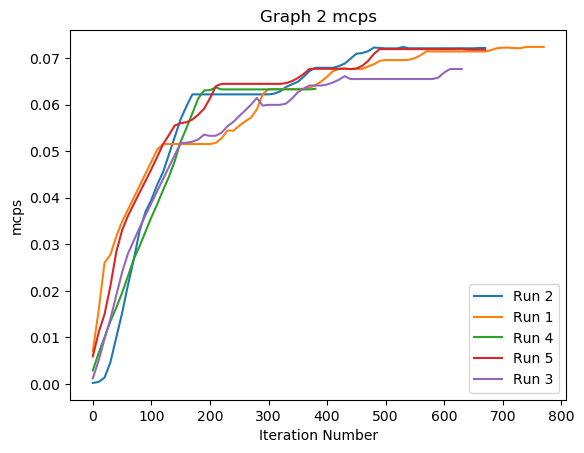 Graph 2 mcps
mcps
0.07
0.06
0.05
0.04
0.03
0.02
0.01
0.00
Run 2
Run 1
Run 4
Run 5
Run 3
0 100 200 300 400 500 600 700 800
Iteration Number